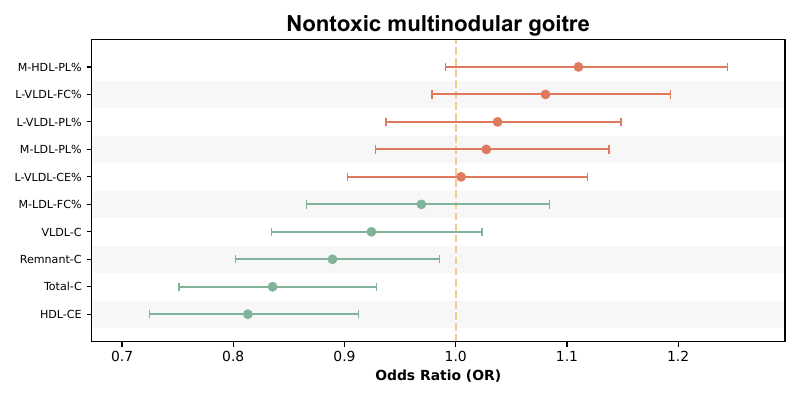 Nontoxic multinodular goitre
M-HDL-PL%
L-VLDL-FC%
L-VLDL-PL%
M-LDL-PL%
L-VLDL-CE%
M-LDL-FC%
VLDL-C
Remnant-C
Total-C
HDL-CE
0.7 0.8 0.9 1.0 1.1 1.2
Odds Ratio (OR)